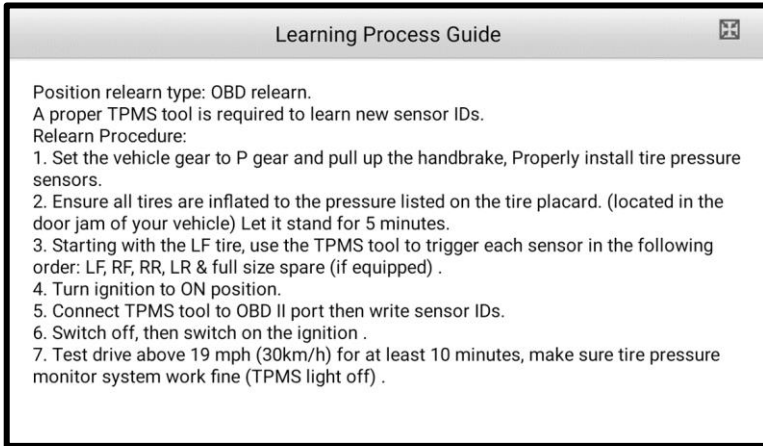 Learning Process Guide
Position relearn type: OBD relearn.
A proper TPMS tool is required to learn new sensor IDs.
Relearn Procedure:
1. Set the vehicle gear to P gear and pull up the handbrake, Properly install tire pressure
sensors.
2. Ensure all tires are inflated to the pressure listed on the tire placard. (located in the
door jam of your vehicle) Let it stand for 5 minutes.
3. Starting with the LF tire, use the TPMS tool to trigger each sensor in the following
order: LF, RF, RR, LR & full size spare (if equipped) .
4. Turn ignition to ON position.
5. Connect TPMS tool to OBD II port then write sensor IDs.
6. Switch off, then switch on the ignition .
7. Test drive above 19 mph (30km/h) for at least 10 minutes, make sure tire pressure
monitor system work fine (TPMS light off) .